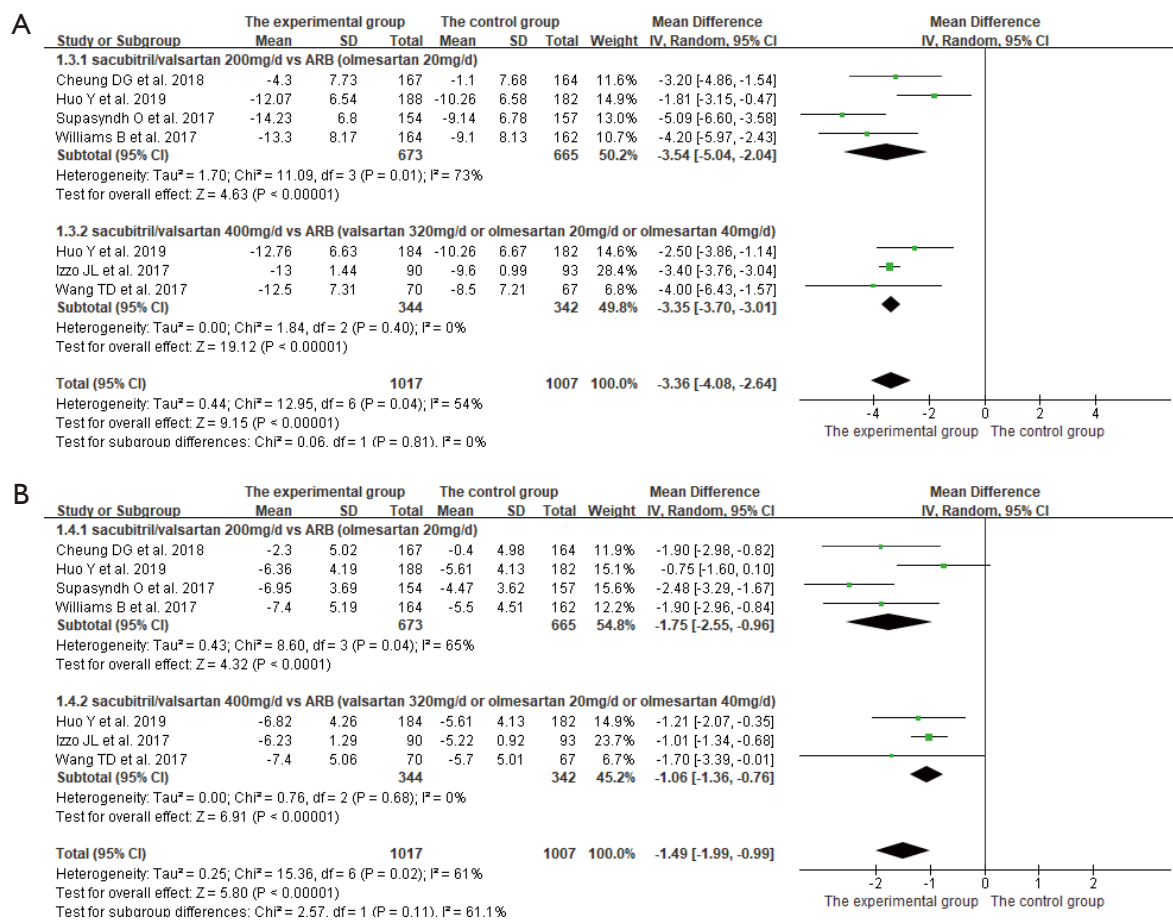 A
The experimental group The control group Mean Difference Mean Difference
Study or Subgroup Mean SD Total Mean SD Total Weight IV, Random, 95% CI IV, Random, 95% CI
1.3.1 sacubitril/valsartan 200mg/d vs ARB (olmesartan 20mg/d)
Cheung DG et al. 2018 -4.3 7.73 167 -1.1 7.68 164 11.6% -3.20 [-4.86, -1.54]
Huo Y et al. 2019 -12.07 6.54 188 -10.26 6.58 182 14.9% -1.81 [-3.15, -0.47]
Supasyndh O et al. 2017 -14.23 6.8 154 -9.14 6.78 157 13.0% -5.09 [-6.60, -3.58]
Williams B et al. 2017 -13.3 8.17 164 -9.1 8.13 162 10.7% -4.20 [-5.97, -2.43]
Subtotal (95% CI) 673 665 50.2% -3.54 [-5.04, -2.04]
Heterogeneity: Tau² = 1.70; Chi² = 11.09, df = 3 (P = 0.01); I² = 73%
Test for overall effect: Z = 4.63 (P < 0.00001)
1.3.2 sacubitril/valsartan 400mg/d vs ARB (valsartan 320mg/d or olmesartan 20mg/d or olmesartan 40mg/d)
Huo Y et al. 2019 -12.76 6.63 184 -10.26 6.67 182 14.6% -2.50 [-3.86, -1.14]
Izzo JL et al. 2017 -13 1.44 90 -9.6 0.99 93 28.4% -3.40 [-3.76, -3.04]
Wang TD et al. 2017 -12.5 7.31 70 -8.5 7.21 67 6.8% -4.00 [-6.43, -1.57]
Subtotal (95% CI) 344 342 49.8% -3.35 [-3.70, -3.01]
Heterogeneity: Tau² = 0.00; Chi² = 1.84, df = 2 (P = 0.40); I² = 0%
Test for overall effect: Z = 19.12 (P < 0.00001)
Total (95% CI) 1017 1007 100.0% -3.36 [-4.08, -2.64]
Heterogeneity: Tau² = 0.44; Chi² = 12.95, df = 6 (P = 0.04); I² = 54%
Test for overall effect: Z = 9.15 (P < 0.00001)
Test for subgroup differences: Chi² = 0.06, df = 1 (P = 0.81), I² = 0%
-4 -2 0 2 4
The experimental group The control group
B
The experimental group The control group Mean Difference Mean Difference
Study or Subgroup Mean SD Total Mean SD Total Weight IV, Random, 95% CI IV, Random, 95% CI
1.4.1 sacubitril/valsartan 200mg/d vs ARB (olmesartan 20mg/d)
Cheung DG et al. 2018 -2.3 5.02 167 -0.4 4.98 164 11.9% -1.90 [-2.98, -0.82]
Huo Y et al. 2019 -6.36 4.19 188 -5.61 4.13 182 15.1% -0.75 [-1.60, 0.10]
Supasyndh O et al. 2017 -6.95 3.69 154 -4.47 3.62 157 15.6% -2.48 [-3.29, -1.67]
Williams B et al. 2017 -7.4 5.19 164 -5.5 4.51 162 12.2% -1.90 [-2.96, -0.84]
Subtotal (95% CI) 673 665 54.8% -1.75 [-2.55, -0.96]
Heterogeneity: Tau² = 0.43; Chi² = 8.60, df = 3 (P = 0.04); I² = 65%
Test for overall effect: Z = 4.32 (P < 0.0001)
1.4.2 sacubitril/valsartan 400mg/d vs ARB (valsartan 320mg/d or olmesartan 20mg/d or olmesartan 40mg/d)
Huo Y et al. 2019 -6.82 4.26 184 -5.61 4.13 182 14.9% -1.21 [-2.07, -0.35]
Izzo JL et al. 2017 -6.23 1.29 90 -5.22 0.92 93 23.7% -1.01 [-1.34, -0.68]
Wang TD et al. 2017 -7.4 5.06 70 -5.7 5.01 67 6.7% -1.70 [-3.39, -0.01]
Subtotal (95% CI) 344 342 45.2% -1.06 [-1.36, -0.76]
Heterogeneity: Tau² = 0.00; Chi² = 0.76, df = 2 (P = 0.68); I² = 0%
Test for overall effect: Z = 6.91 (P < 0.00001)
Total (95% CI) 1017 1007 100.0% -1.49 [-1.99, -0.99]
Heterogeneity: Tau² = 0.25; Chi² = 15.36, df = 6 (P = 0.02); I² = 61%
Test for overall effect: Z = 5.80 (P < 0.00001)
Test for subgroup differences: Chi² = 2.57, df = 1 (P = 0.11), I² = 61.1%
-2 -1 0 1 2
The experimental group The control group